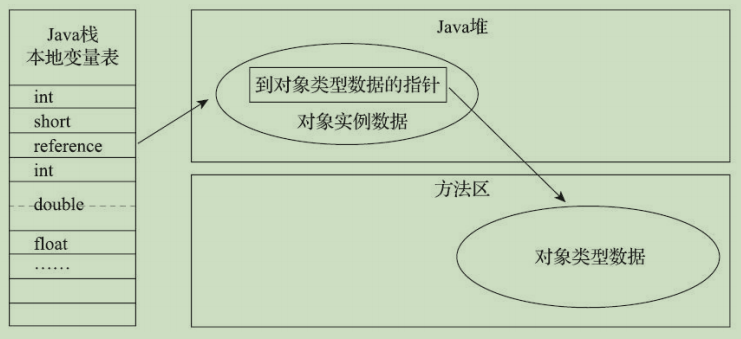 Java栈
本地变量表
int
short
reference
int
double
float
……
Java堆
到对象类型数据的指针
对象实例数据
方法区
对象类型数据